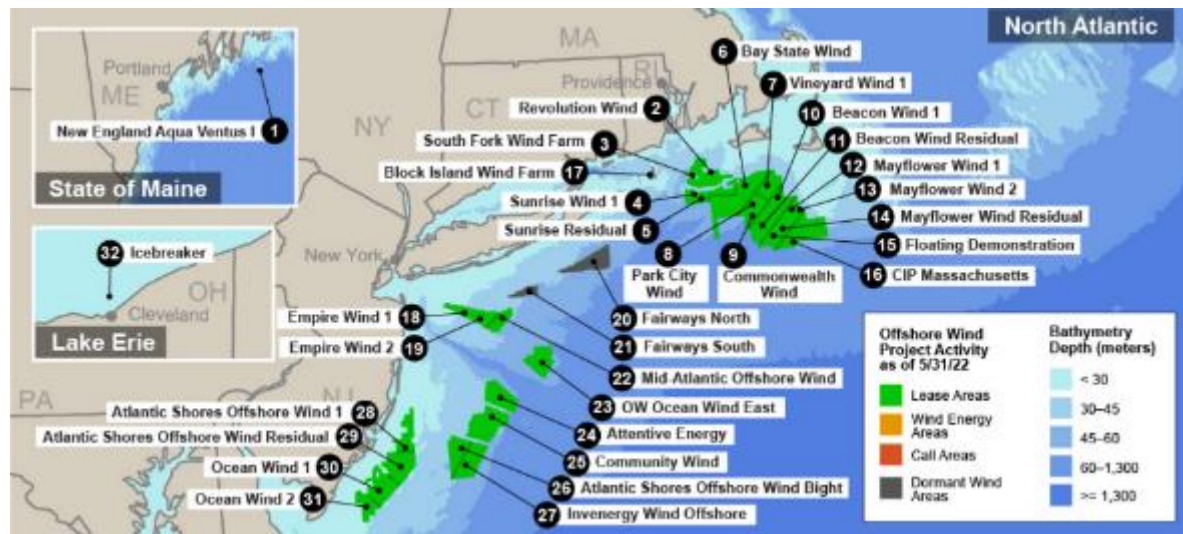 North Atlantic
MA
RI
Providence
CT
NY
PA
NJ
New York
Portland
ME
New England Aqua Ventus I 1
State of Maine
32 Icebreaker
OH
Cleveland
Lake Erie
6 Bay State Wind
7 Vineyard Wind 1
Revolution Wind 2
10 Beacon Wind 1
South Fork Wind Farm 3
11 Beacon Wind Residual
Block Island Wind Farm 17
12 Mayflower Wind 1
Sunrise Wind 1 4
13 Mayflower Wind 2
Sunrise Residual 5
14 Mayflower Wind Residual
15 Floating Demonstration
8 Park City
Wind
9 Commonwealth
Wind
16 CIP Massachusetts
Empire Wind 1 18
20 Fairways North
Empire Wind 2 19
21 Fairways South
22 Mid-Atlantic Offshore Wind
23 OW Ocean Wind East
Atlantic Shores Offshore Wind 1 28
24 Attentive Energy
Atlantic Shores Offshore Wind Residual 29
25 Community Wind
Ocean Wind 1 30
26 Atlantic Shores Offshore Wind Bight
Ocean Wind 2 31
27 Invenergy Wind Offshore
Offshore Wind
Project Activity
as of 5/31/22
Lease Areas
Wind Energy
Areas
Call Areas
Dormant Wind
Areas
Bathymetry
Depth (meters)
< 30
30–45
45–60
60–1,300
>= 1,300